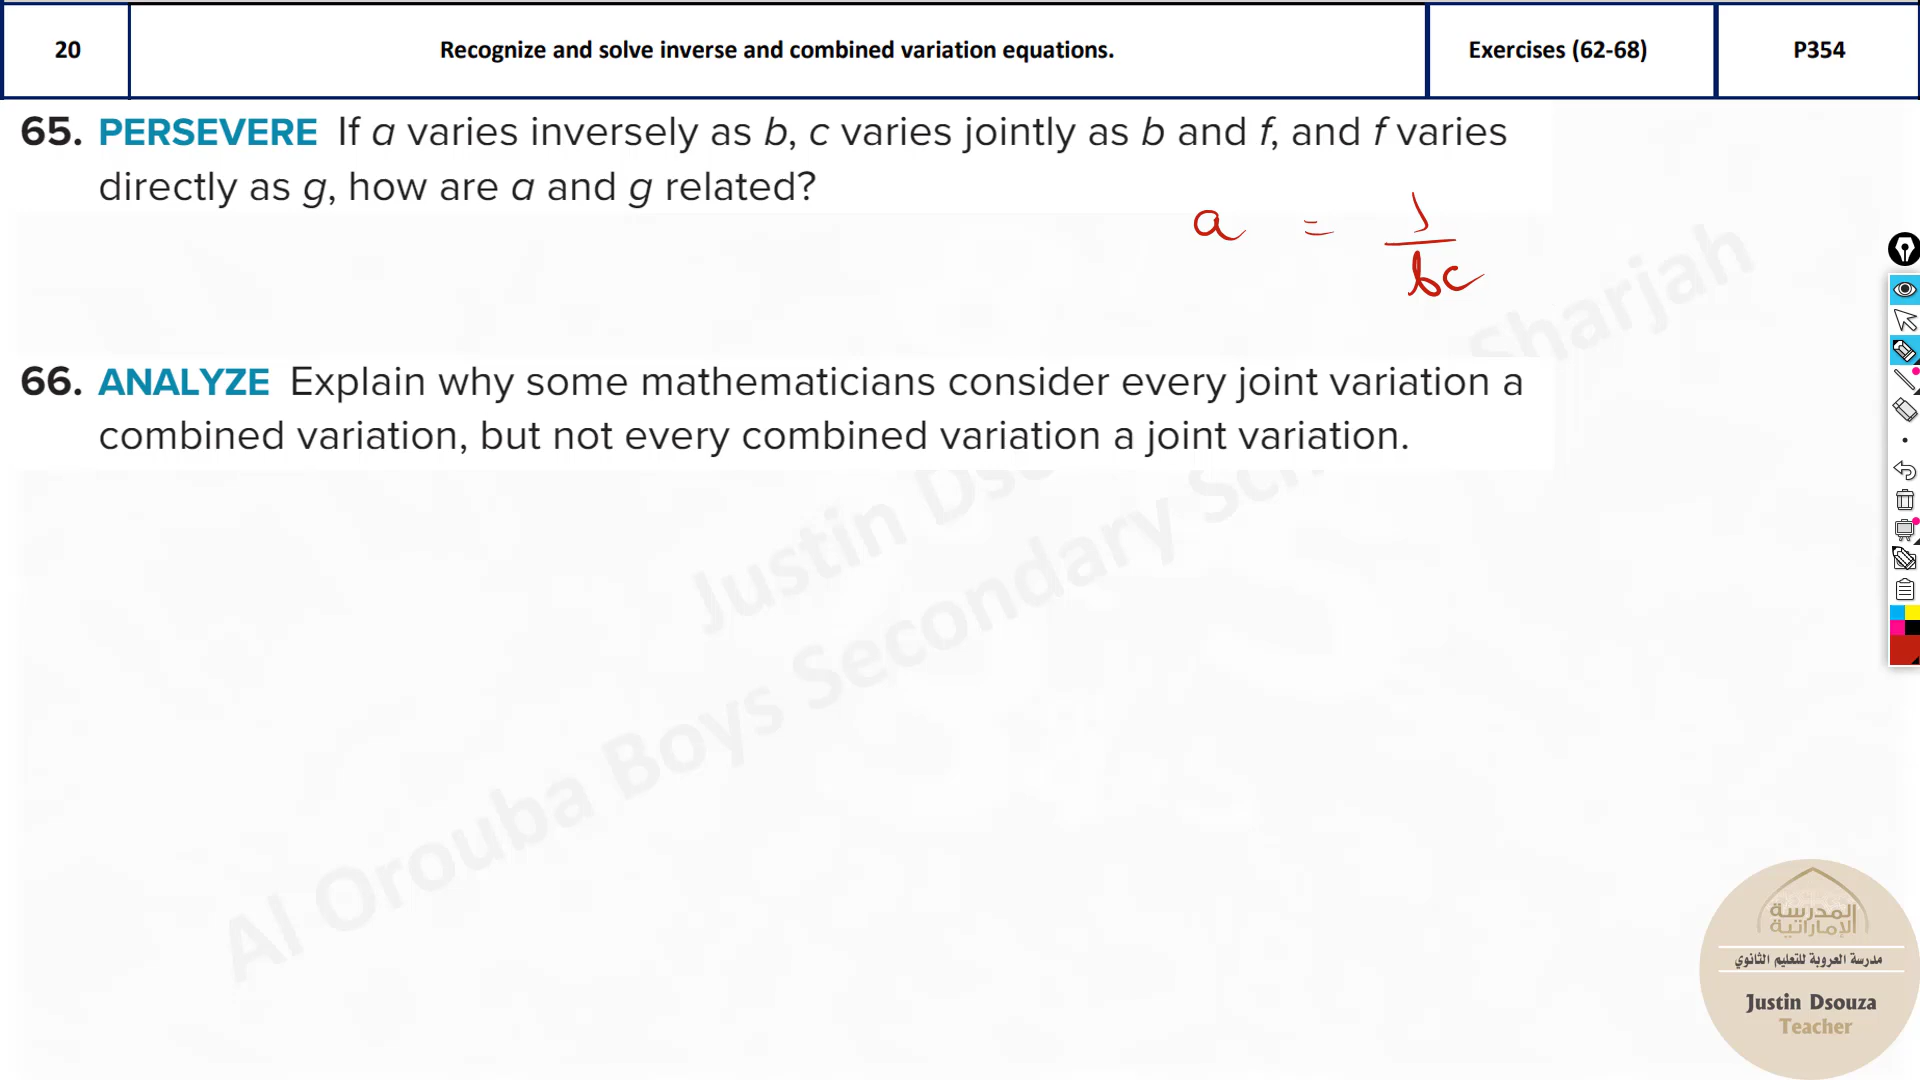 20 Recognize and solve inverse and combined variation equations. Exercises (62-68) P354
65. PERSEVERE If a varies inversely as b, c varies jointly as b and f, and f varies
directly as g, how are a and g related?
a = 1
bc
66. ANALYZE Explain why some mathematicians consider every joint variation a
combined variation, but not every combined variation a joint variation.
Justin Dsou
Al Orouba Boys Secondary Sch Sharjah
المدرسة
الإماراتية
مدرسة العروبة للتعليم الثانوي
Justin Dsouza
Teacher